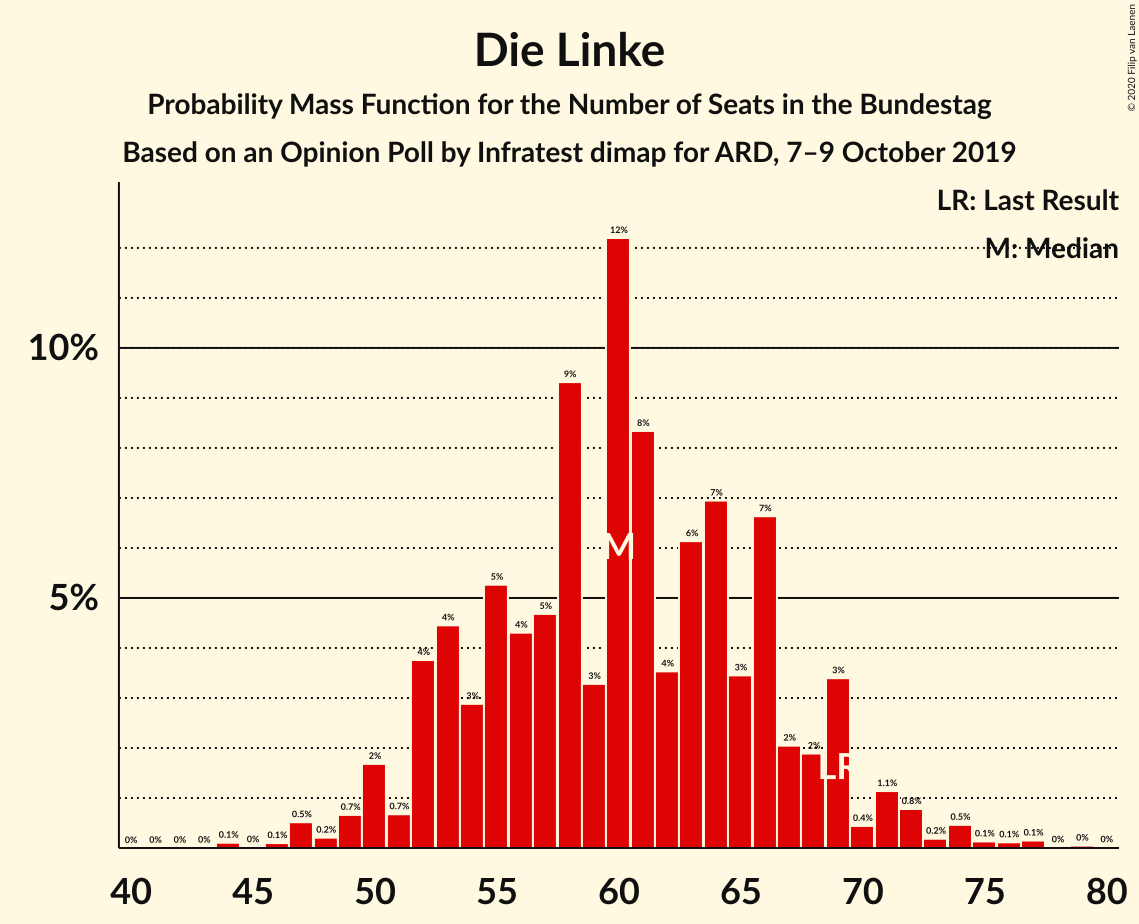 Die Linke
Probability Mass Function for the Number of Seats in the Bundestag
Based on an Opinion Poll by Infratest dimap for ARD, 7–9 October 2019
© 2020 Filip van Laenen
LR: Last Result
M: Median
10%
5%
0% 0% 0% 0% 0.1% 0% 0.1% 0.5% 0.2% 0.7% 2% 0.7% 4% 4% 3% 5% 4% 5% 9% 3% 12% 8% 4% 6% 7% 3% 7% 2% 2% 3% 0.4% 1.1% 0.8% 0.2% 0.5% 0.1% 0.1% 0.1% 0% 0% 0%
M
LR
40 45 50 55 60 65 70 75 80